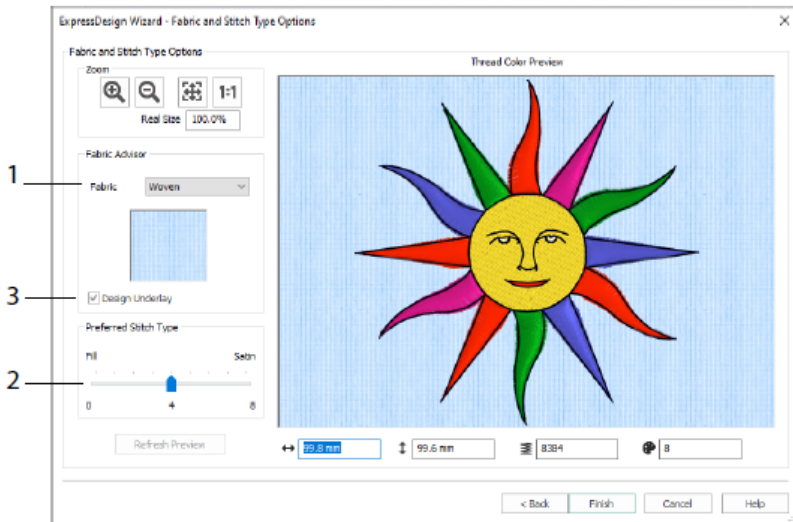 ExpressDesign Wizard - Fabric and Stitch Type Options
Fabric and Stitch Type Options
Zoom
1:1
Real Size 100.0%
Thread Color Preview
Fabric Advisor
1
Fabric Woven
3
Design Underlay
Preferred Stitch Type
Fill Satin
2
0 4 8
Refresh Preview
99.8 mm 99.6 mm 8384 8
< Back Finish Cancel Help